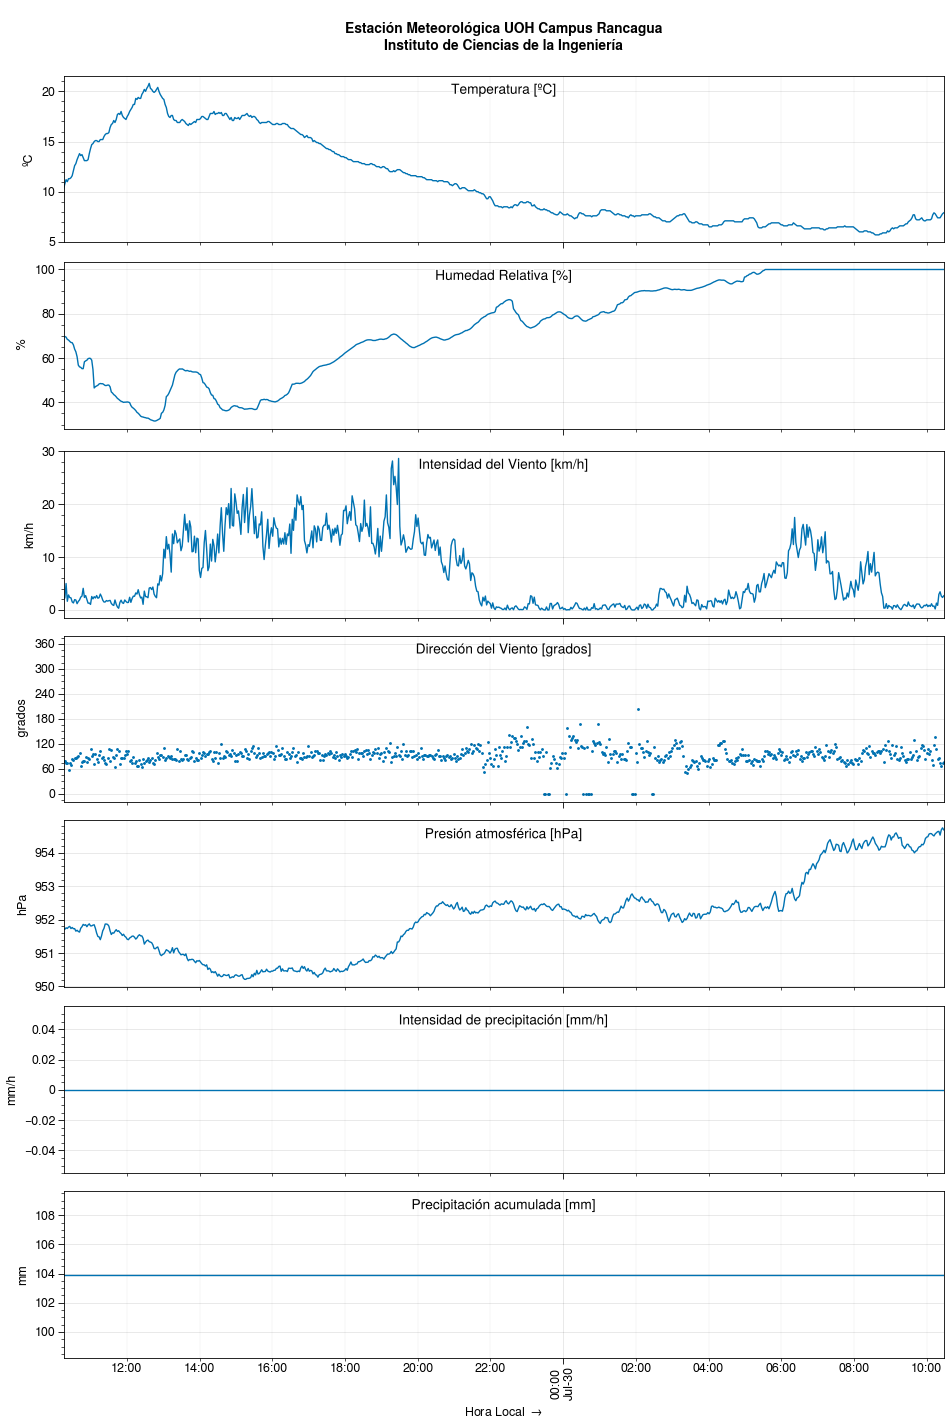 Estación Meteorológica UOH Campus Rancagua
Instituto de Ciencias de la Ingeniería
Temperatura [ºC]
ºC
20
15
10
5
Humedad Relativa [%]
%
100
80
60
40
Intensidad del Viento [km/h]
km/h
30
20
10
0
Dirección del Viento [grados]
grados
360
300
240
180
120
60
0
Presión atmosférica [hPa]
hPa
954
953
952
951
950
Intensidad de precipitación [mm/h]
mm/h
0.04
0.02
0
−0.02
−0.04
Precipitación acumulada [mm]
mm
108
106
104
102
100
12:00 14:00 16:00 18:00 20:00 22:00 00:00 02:00 04:00 06:00 08:00 10:00
Jul-30
Hora Local →